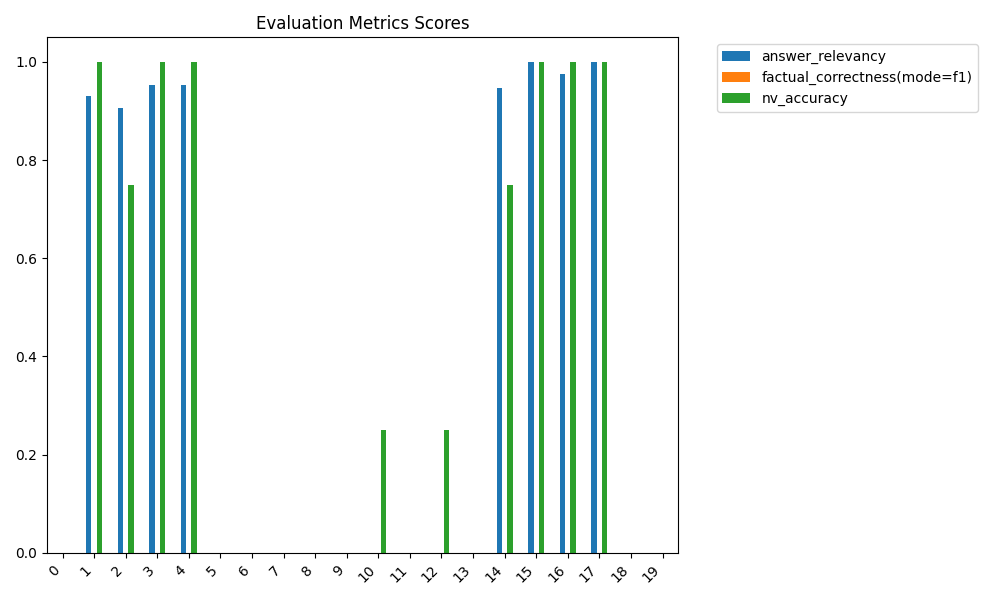 Evaluation Metrics Scores
answer_relevancy
factual_correctness(mode=f1)
nv_accuracy
1.0
0.8
0.6
0.4
0.2
0.0
0 1 2 3 4 5 6 7 8 9 10 11 12 13 14 15 16 17 18 19